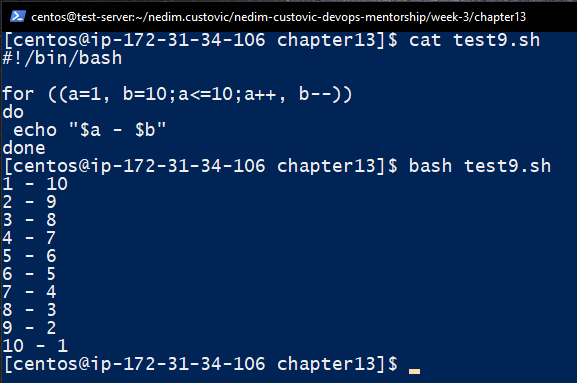 centos@test-server:~/nedim.custovic/nedim-custovic-devops-mentorship/week-3/chapter13
[centos@ip-172-31-34-106 chapter13]$ cat test9.sh
#!/bin/bash

for ((a=1, b=10;a<=10;a++, b--))
do
 echo "$a - $b"
done
[centos@ip-172-31-34-106 chapter13]$ bash test9.sh
1 - 10
2 - 9
3 - 8
4 - 7
5 - 6
6 - 5
7 - 4
8 - 3
9 - 2
10 - 1
[centos@ip-172-31-34-106 chapter13]$